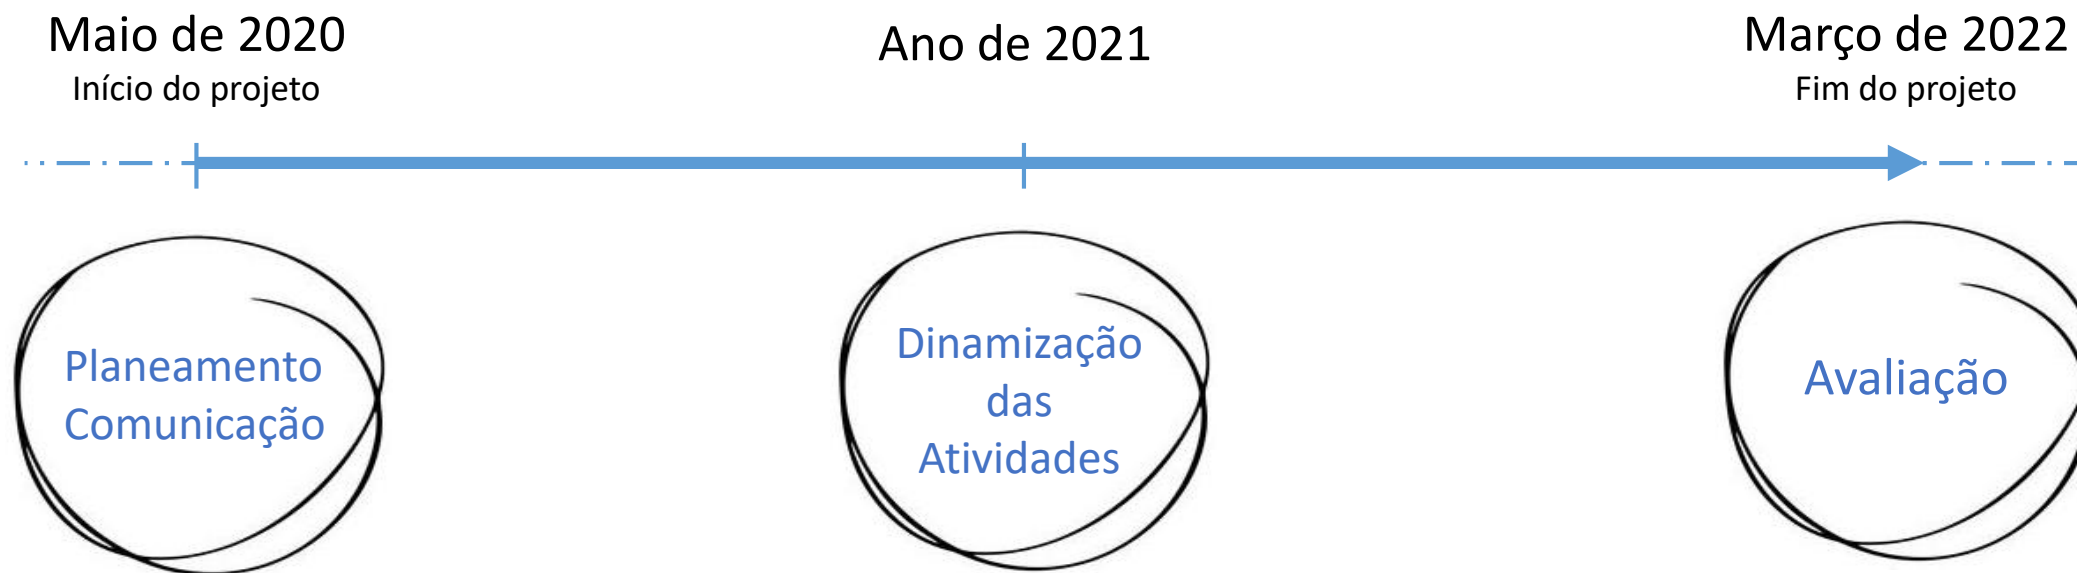 Maio de 2020
Início do projeto
Ano de 2021
Março de 2022
Fim do projeto
Planeamento
Comunicação
Dinamização
das
Atividades
Avaliação